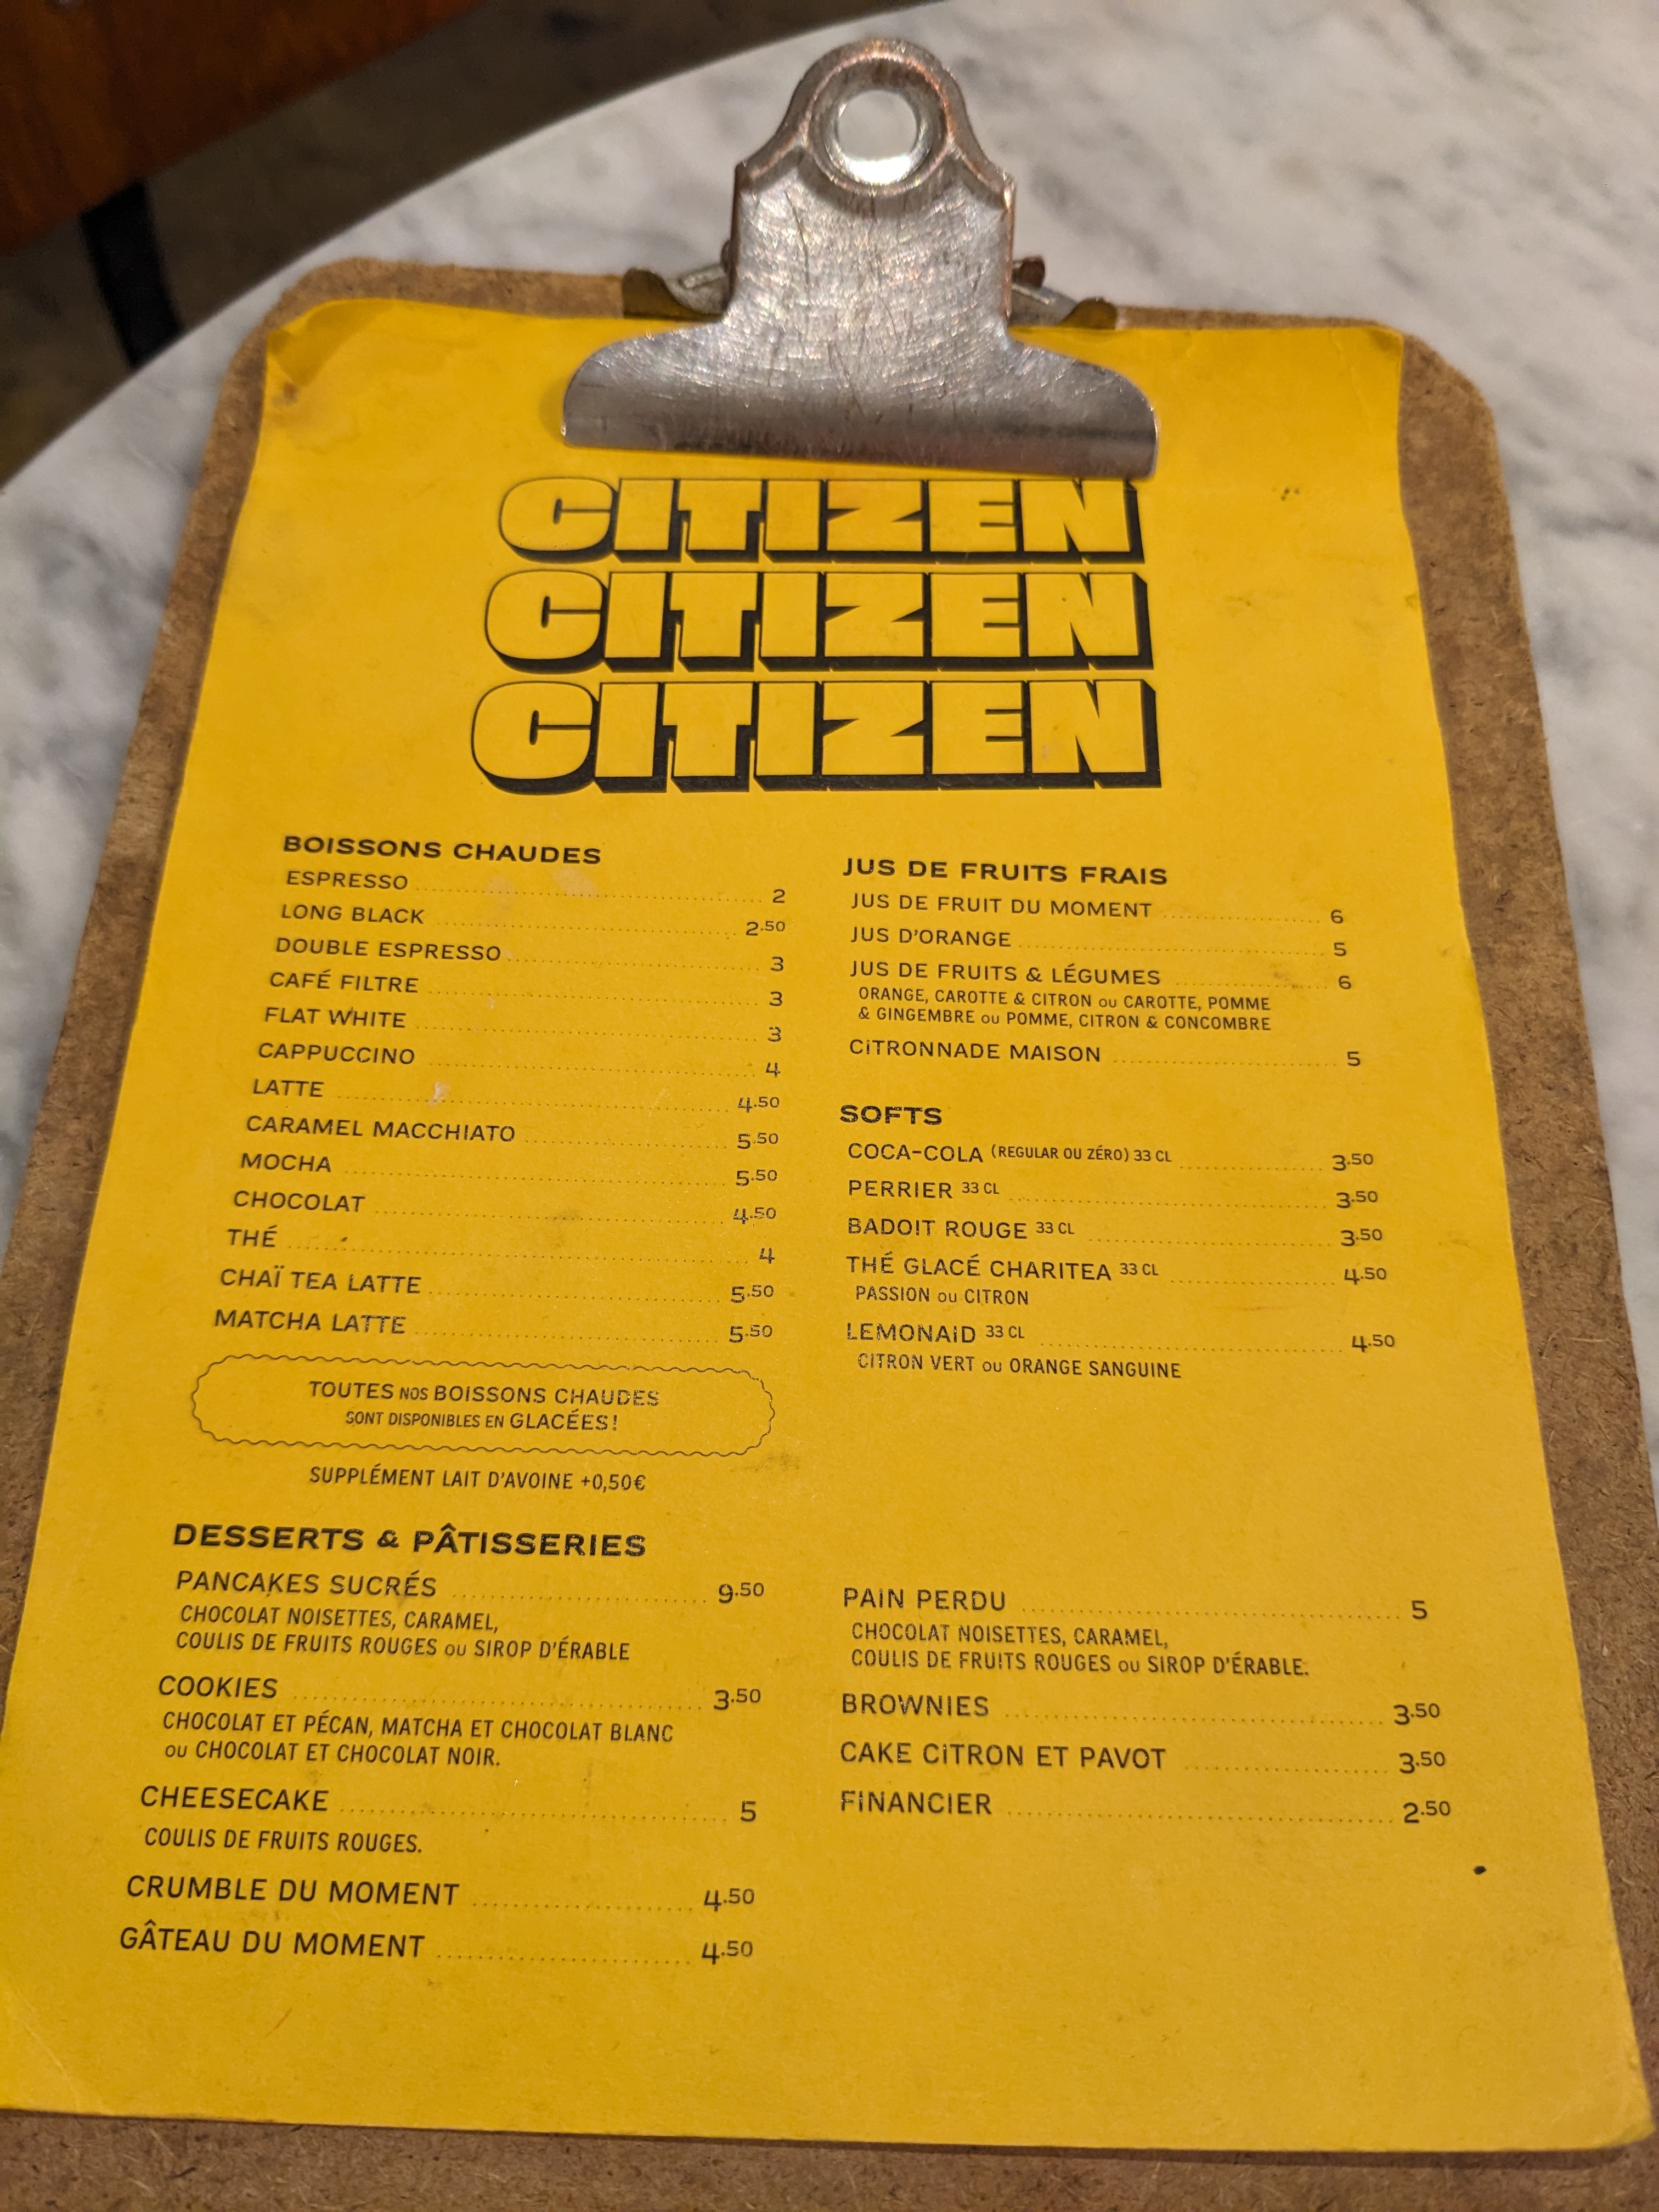 CITIZEN
CITIZEN
CITIZEN
BOISSONS CHAUDES
ESPRESSO 2
LONG BLACK 2.50
DOUBLE ESPRESSO 3
CAFÉ FILTRE 3
FLAT WHITE 3
CAPPUCCINO 4
LATTE 4.50
CARAMEL MACCHIATO 5.50
MOCHA 5.50
CHOCOLAT 4.50
THÉ 4
CHAÏ TEA LATTE 5.50
MATCHA LATTE 5.50
TOUTES NOS BOISSONS CHAUDES
SONT DISPONIBLES EN GLACÉES!
SUPPLÉMENT LAIT D'AVOINE +0,50€
JUS DE FRUITS FRAIS
JUS DE FRUIT DU MOMENT 6
JUS D'ORANGE 5
JUS DE FRUITS & LÉGUMES 6
ORANGE, CAROTTE & CITRON ou CAROTTE, POMME
& GINGEMBRE ou POMME, CITRON & CONCOMBRE
CiTRONNADE MAISON 5
SOFTS
COCA-COLA (REGULAR OU ZÉRO) 33 CL 3.50
PERRIER 33 CL 3.50
BADOIT ROUGE 33 CL 3.50
THÉ GLACÉ CHARITEA 33 CL 4.50
PASSION ou CITRON
LEMONAiD 33 CL 4.50
CITRON VERT ou ORANGE SANGUINE
DESSERTS & PÂTISSERIES
PANCAKES SUCRÉS 9.50
CHOCOLAT NOISETTES, CARAMEL,
COULIS DE FRUITS ROUGES ou SIROP D'ÉRABLE
COOKIES 3.50
CHOCOLAT ET PÉCAN, MATCHA ET CHOCOLAT BLANC
ou CHOCOLAT ET CHOCOLAT NOIR.
CHEESECAKE 5
COULIS DE FRUITS ROUGES.
CRUMBLE DU MOMENT 4.50
GÂTEAU DU MOMENT 4.50
PAIN PERDU 5
CHOCOLAT NOISETTES, CARAMEL,
COULIS DE FRUITS ROUGES ou SIROP D'ÉRABLE.
BROWNIES 3.50
CAKE CiTRON ET PAVOT 3.50
FINANCIER 2.50